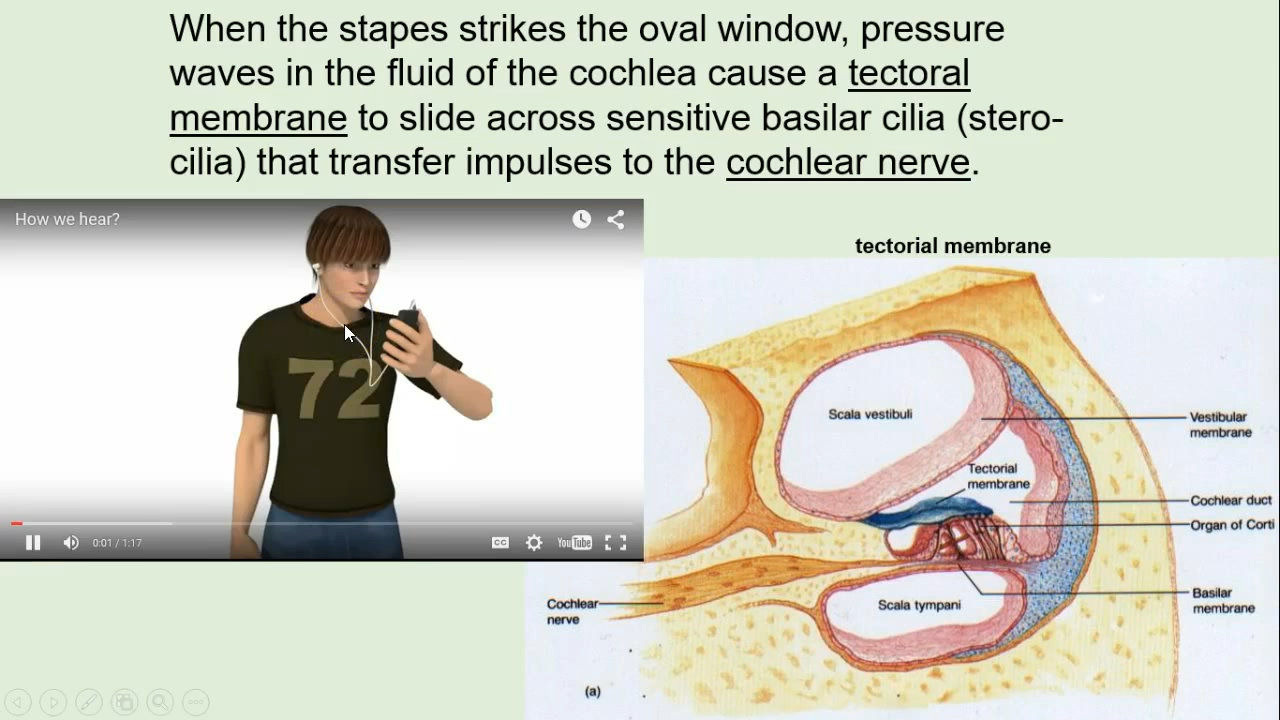 When the stapes strikes the oval window, pressure
waves in the fluid of the cochlea cause a tectoral
membrane to slide across sensitive basilar cilia (stero-
cilia) that transfer impulses to the cochlear nerve.
How we hear?
72
0:01 / 1:17
CC
YouTube
tectorial membrane
Scala vestibuli
Vestibular
membrane
Tectorial
membrane
Cochlear duct
Organ of Corti
Basilar
membrane
Scala tympani
Cochlear
nerve
(a)